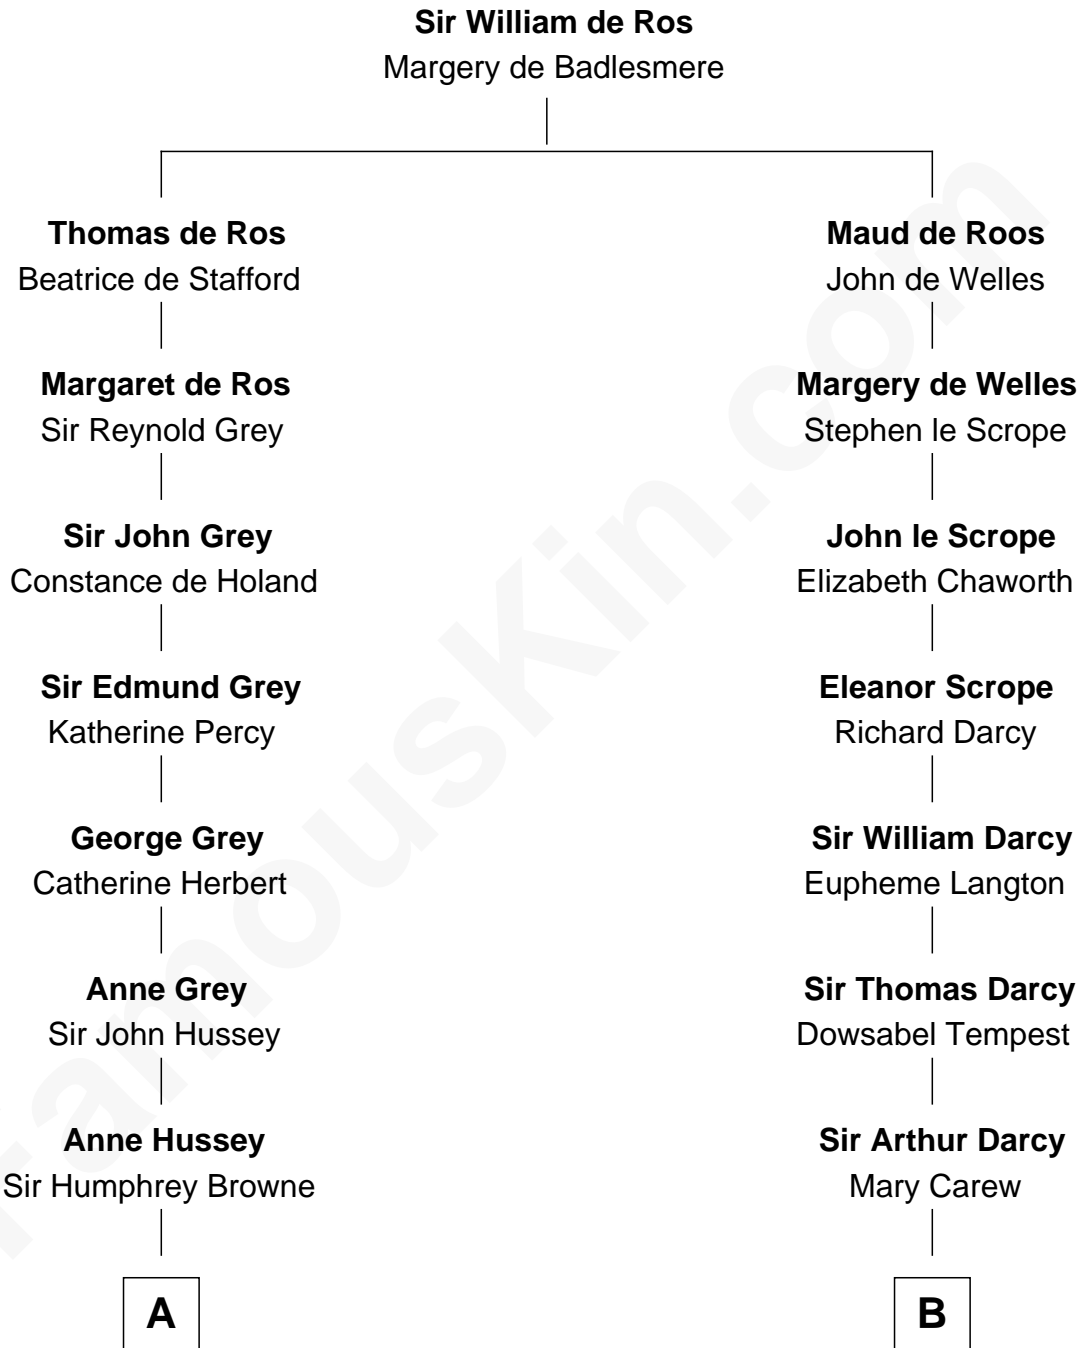 Sir William de Ros
Margery de Badlesmere
Thomas de Ros
Beatrice de Stafford
Margaret de Ros
Sir Reynold Grey
Sir John Grey
Constance de Holand
Sir Edmund Grey
Katherine Percy
George Grey
Catherine Herbert
Anne Grey
Sir John Hussey
Anne Hussey
Sir Humphrey Browne
A
Maud de Roos
John de Welles
Margery de Welles
Stephen le Scrope
John le Scrope
Elizabeth Chaworth
Eleanor Scrope
Richard Darcy
Sir William Darcy
Eupheme Langton
Sir Thomas Darcy
Dowsabel Tempest
Sir Arthur Darcy
Mary Carew
B
FamousKin.com